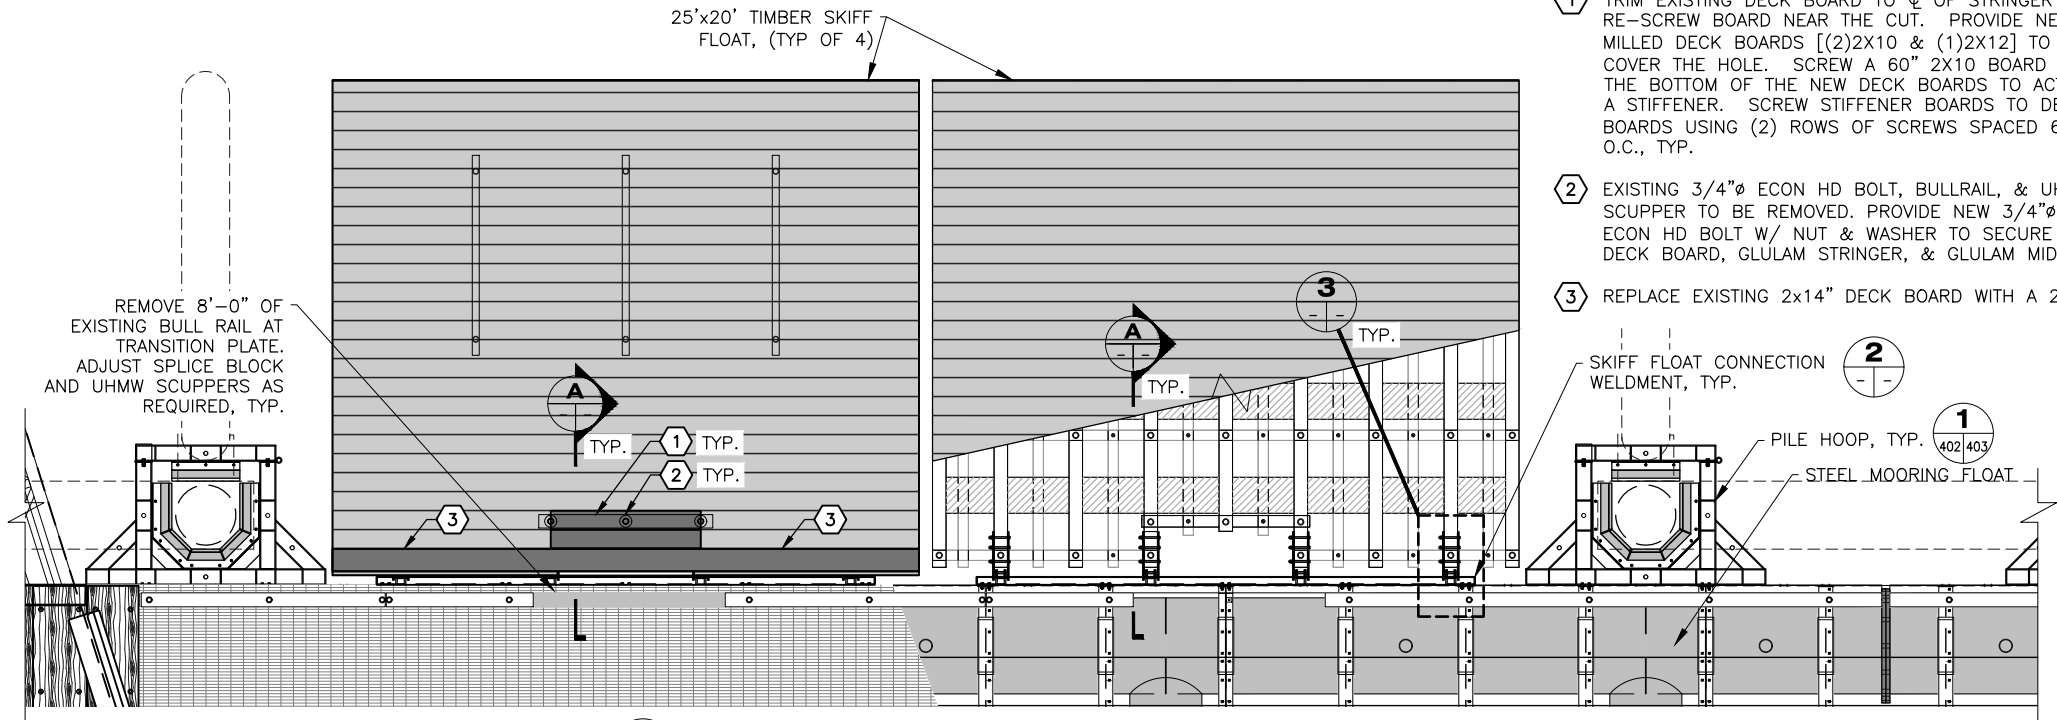 25'x20' TIMBER SKIFF
FLOAT, (TYP OF 4)
REMOVE 8'-0" OF
EXISTING BULL RAIL AT
TRANSITION PLATE.
ADJUST SPLICE BLOCK
AND UHMW SCUPPERS AS
REQUIRED, TYP.
A
TYP.
1 TYP.
2 TYP.
3
3
A
TYP.
3
TYP.
L
L
1 TRIM EXISTING DECK BOARD TO ℄ OF STRINGER
RE-SCREW BOARD NEAR THE CUT. PROVIDE NE
MILLED DECK BOARDS [(2)2X10 & (1)2X12] TO
COVER THE HOLE. SCREW A 60" 2X10 BOARD
THE BOTTOM OF THE NEW DECK BOARDS TO ACT
A STIFFENER. SCREW STIFFENER BOARDS TO DE
BOARDS USING (2) ROWS OF SCREWS SPACED 6
O.C., TYP.
2 EXISTING 3/4"ø ECON HD BOLT, BULLRAIL, & UH
SCUPPER TO BE REMOVED. PROVIDE NEW 3/4"ø
ECON HD BOLT W/ NUT & WASHER TO SECURE
DECK BOARD, GLULAM STRINGER, & GLULAM MID
3 REPLACE EXISTING 2x14" DECK BOARD WITH A 2
SKIFF FLOAT CONNECTION
WELDMENT, TYP.
2
PILE HOOP, TYP.
1
402 403
STEEL MOORING FLOAT